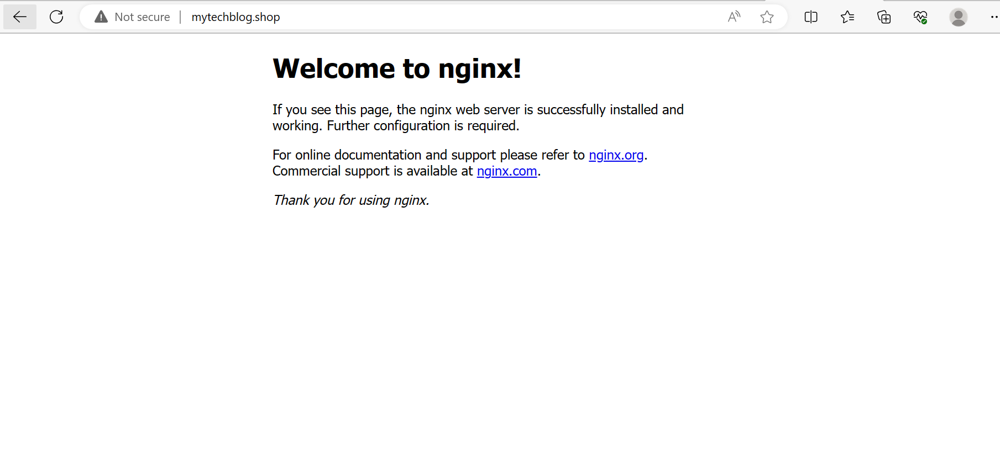 Not secure mytechblog.shop
Welcome to nginx!
If you see this page, the nginx web server is successfully installed and
working. Further configuration is required.
For online documentation and support please refer to nginx.org.
Commercial support is available at nginx.com.
Thank you for using nginx.